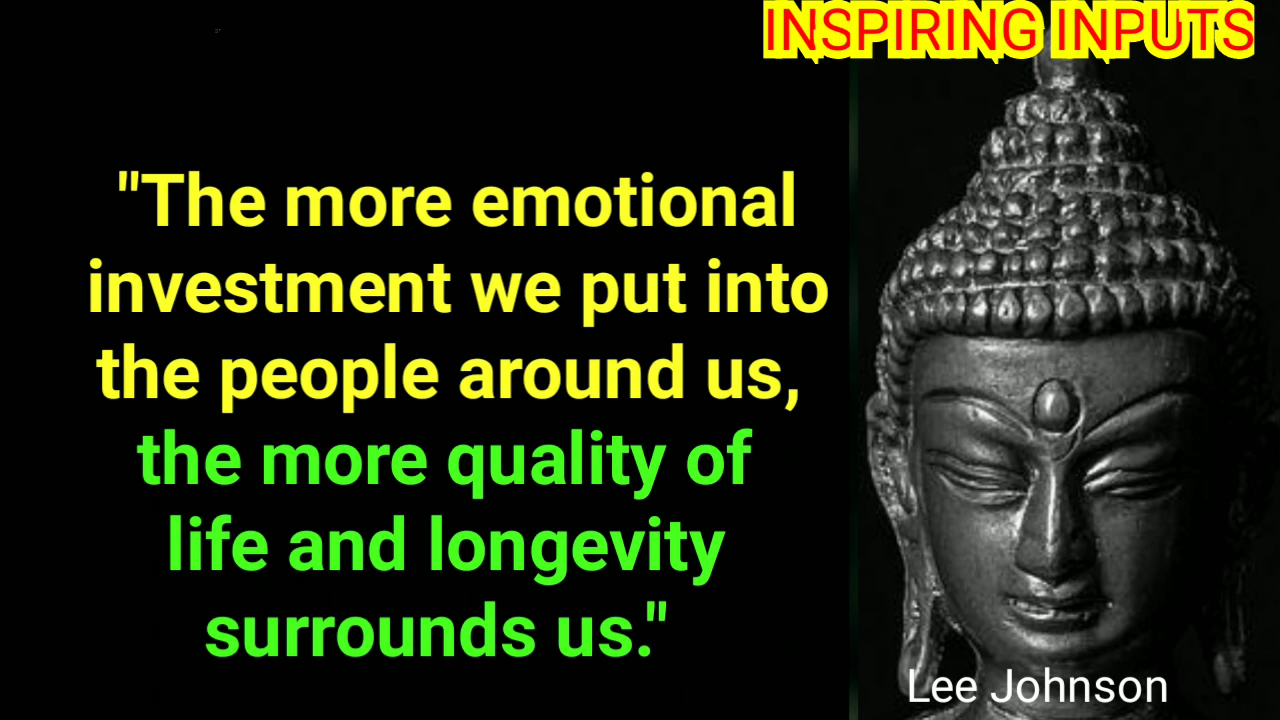 INSPIRING INPUTS
"The more emotional
investment we put into
the people around us,
the more quality of
life and longevity
surrounds us."
Lee Johnson